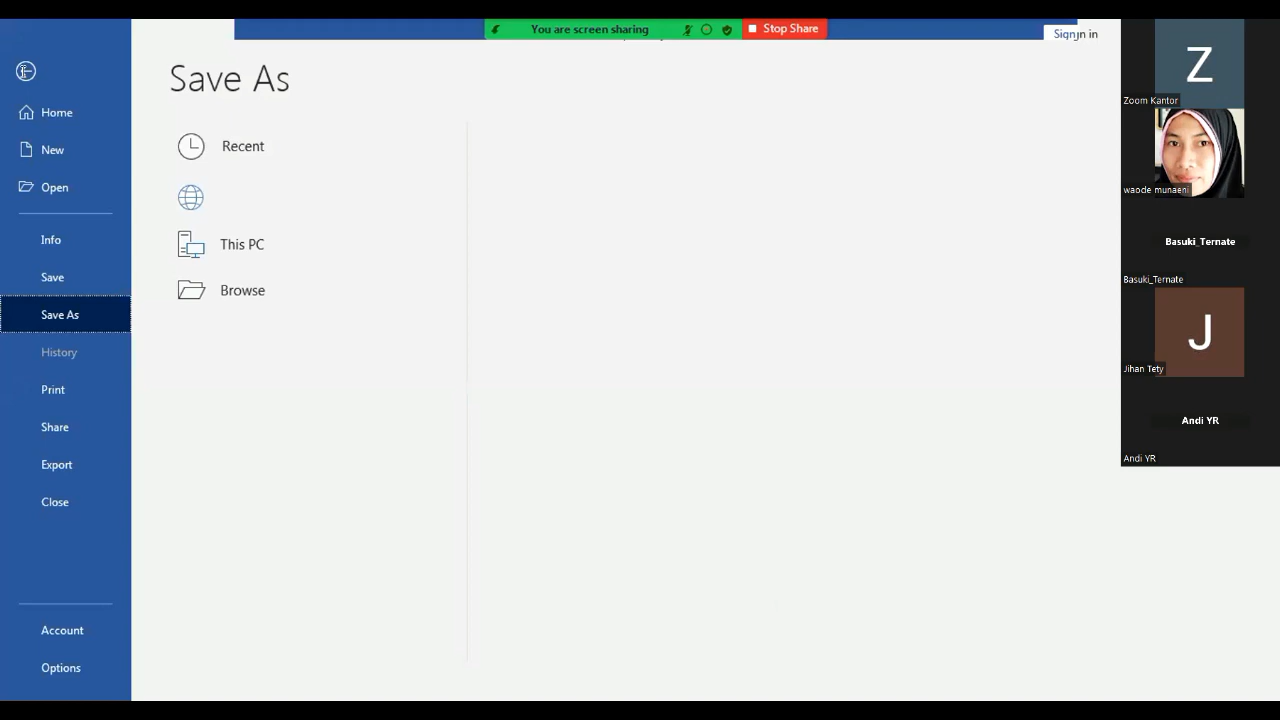 You are screen sharing
Stop Share
Sign in
Save As
Home
New
Open
Info
Save
Save As
History
Print
Share
Export
Close
Account
Options
Recent
This PC
Browse
Z
Zoom Kantor
waode munaeni
Basuki_Ternate
Basuki_Ternate
J
Jihan Tety
Andi YR
Andi YR